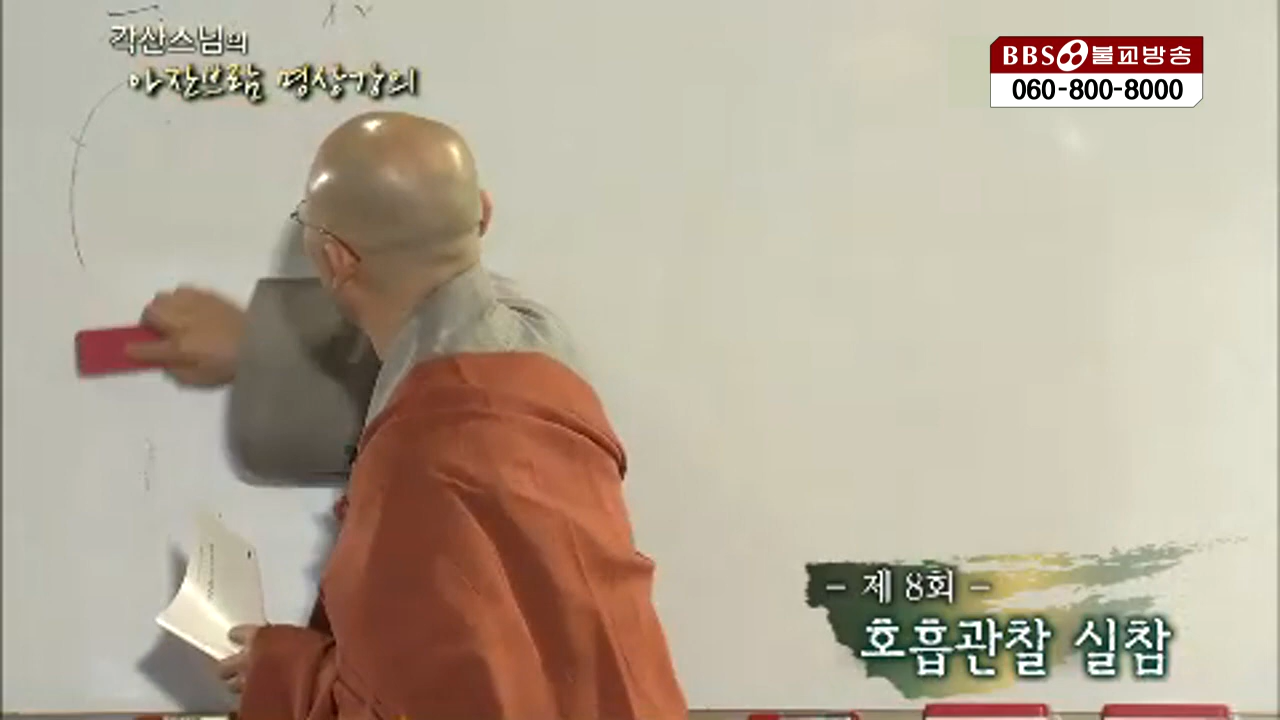 각산스님의
아잔브람 명상강의
BBS 불교방송
060-800-8000
- 제 8회 -
호흡관찰 실참